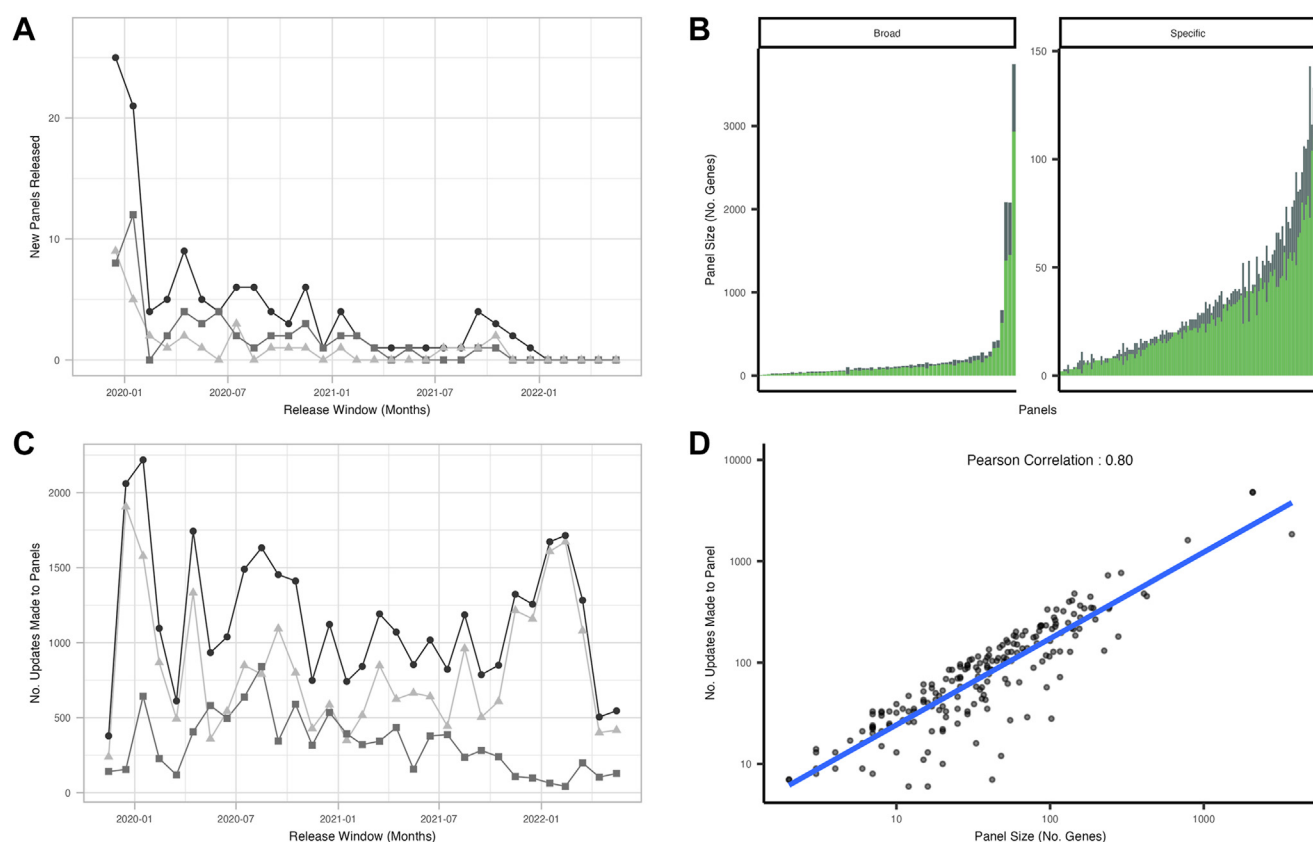 A
New Panels Released
20
10
0
2020-01 2020-07 2021-01 2021-07 2022-01
Release Window (Months)
B
Broad Specific
Panel Size (No. Genes)
3000
2000
1000
0
150
100
50
0
Panels
C
No. Updates Made to Panels
2000
1500
1000
500
0
2020-01 2020-07 2021-01 2021-07 2022-01
Release Window (Months)
D
Pearson Correlation : 0.80
No. Updates Made to Panel
10000
1000
100
10
10 100 1000
Panel Size (No. Genes)